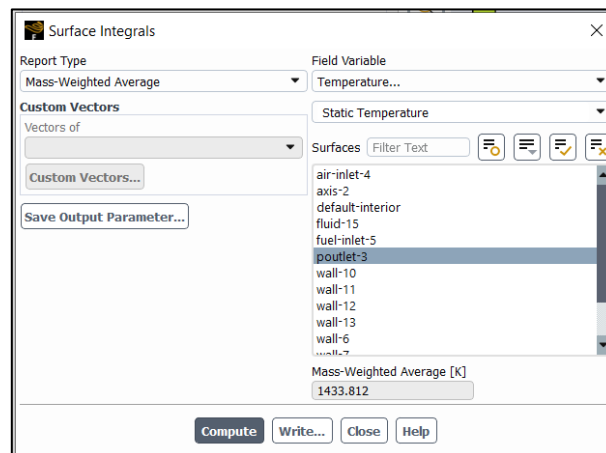 Surface Integrals
Report Type
Mass-Weighted Average
Custom Vectors
Vectors of
Custom Vectors...
Save Output Parameter...
Field Variable
Temperature...
Static Temperature
Surfaces Filter Text
air-inlet-4
axis-2
default-interior
fluid-15
fuel-inlet-5
poutlet-3
wall-10
wall-11
wall-12
wall-13
wall-6
wall-7
Mass-Weighted Average [K]
1433.812
Compute Write... Close Help